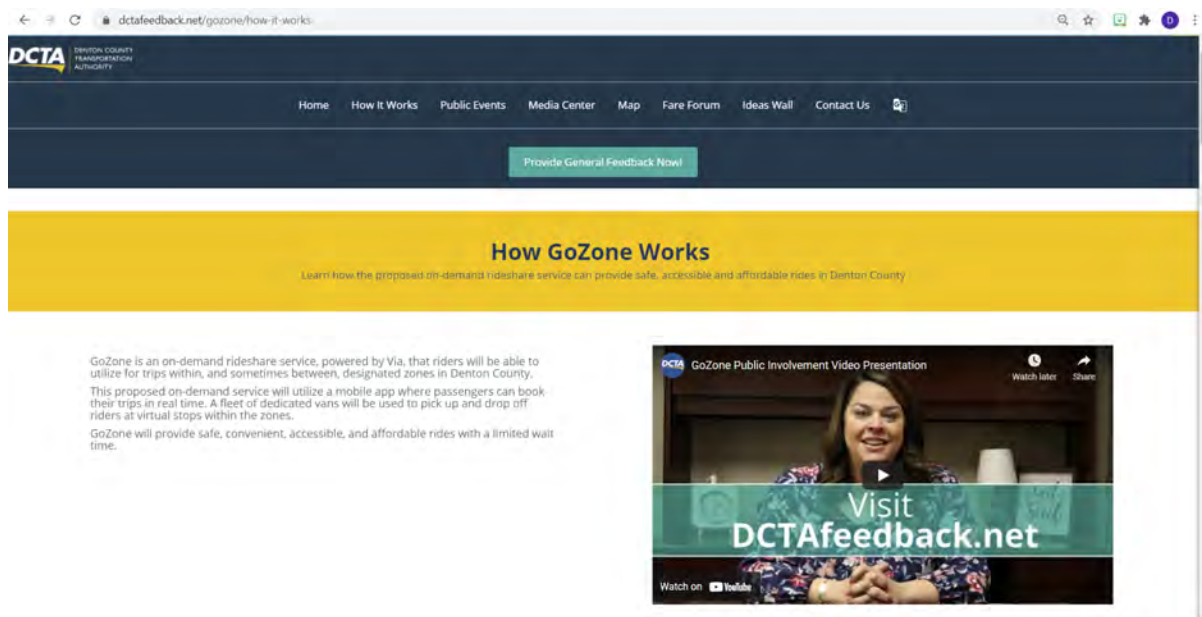 dctafeedback.net/gozone/how-it-works
D
DCTA DENTON COUNTY
TRANSPORTATION
AUTHORITY
Home How It Works Public Events Media Center Map Fare Forum Ideas Wall Contact Us
Provide General Feedback Now!
How GoZone Works
Learn how the proposed on-demand rideshare service can provide safe, accessible and affordable rides in Denton County
GoZone is an on-demand rideshare service, powered by Via, that riders will be able to
utilize for trips within, and sometimes between, designated zones in Denton County.
This proposed on-demand service will utilize a mobile app where passengers can book
their trips in real time. A fleet of dedicated vans will be used to pick up and drop off
riders at virtual stops within the zones.
GoZone will provide safe, convenient, accessible, and affordable rides with a limited wait
time.
DCTA GoZone Public Involvement Video Presentation
Watch later Share
Visit
DCTAfeedback.net
Watch on YouTube